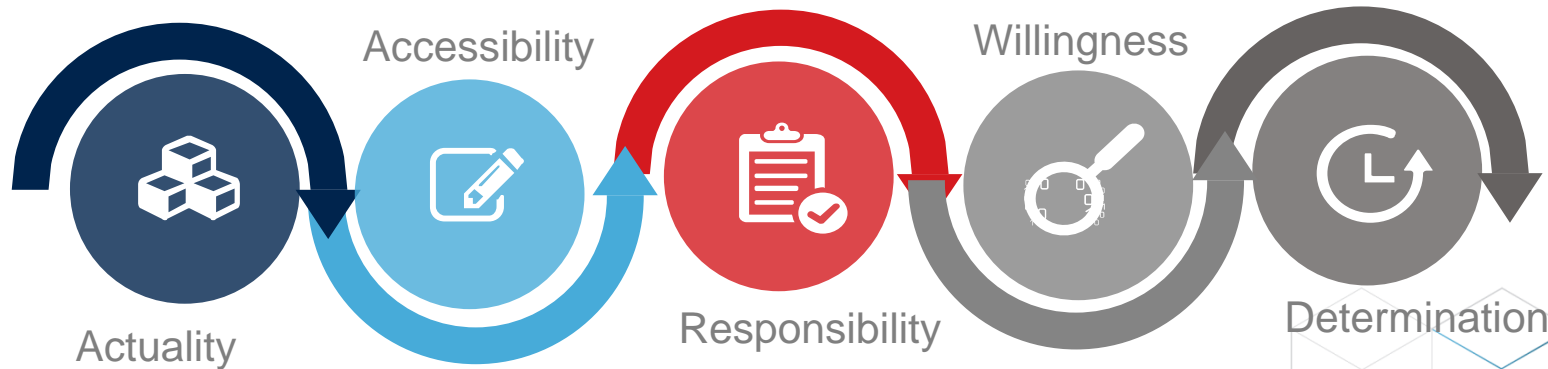 Actuality
Accessibility
Responsibility
Willingness
Determination